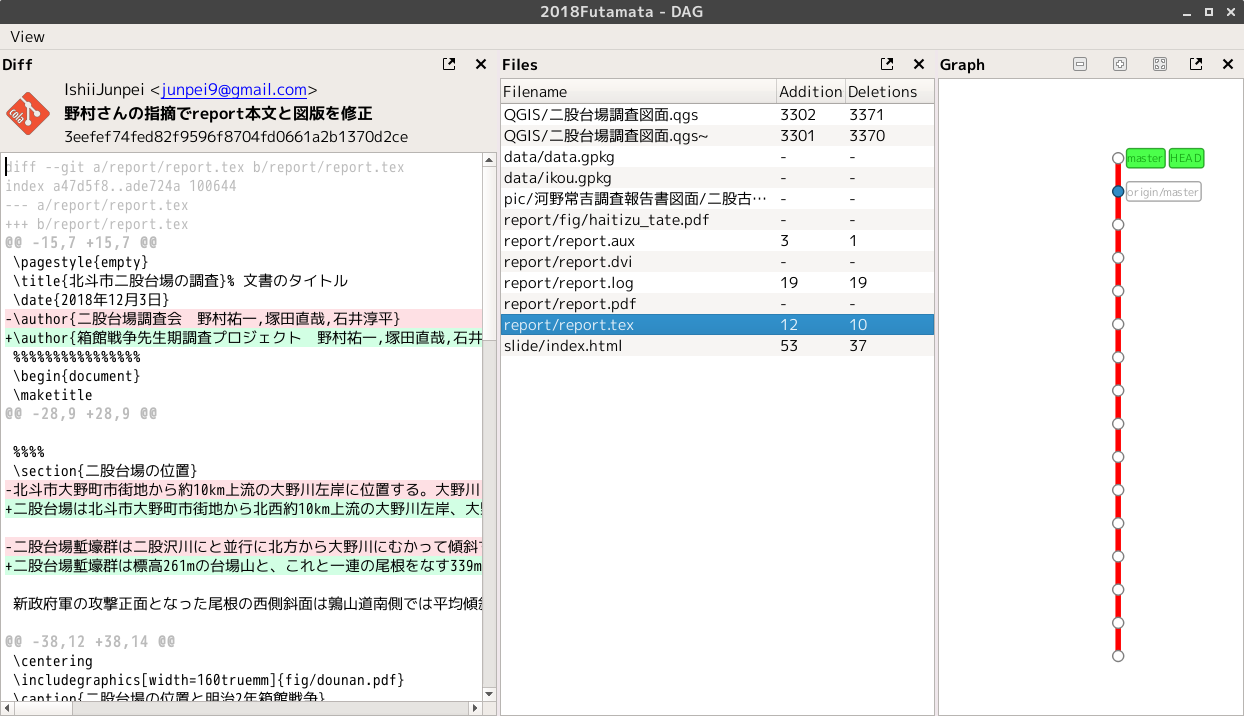 2018Futamata - DAG
View
Diff
IshiiJunpei <junpei9@gmail.com>
野村さんの指摘でreport本文と図版を修正
3eefef74fed82f9596f8704fd0661a2b1370d2ce
cola
diff --git a/report/report.tex b/report/report.tex
index a47d5f8..ade724a 100644
--- a/report/report.tex
+++ b/report/report.tex
@@ -15,7 +15,7 @@
\pagestyle{empty}
\title{北斗市二股台場の調査}% 文書のタイトル
\date{2018年12月3日}
-\author{二股台場調査会　野村祐一,塚田直哉,石井淳平}
+\author{箱館戦争先生期調査プロジェクト　野村祐一,塚田直哉,石井
%%%%%%%%%%%%%%%%
\begin{document}
\maketitle
@@ -28,9 +28,9 @@
%%%%
\section{二股台場の位置}
-北斗市大野町市街地から約10km上流の大野川左岸に位置する。大野川
+二股台場は北斗市大野町市街地から北西約10km上流の大野川左岸、大
-二股台場塹壕群は二股沢川にと並行に北方から大野川にむかって傾斜
+二股台場塹壕群は標高261mの台場山と、これと一連の尾根をなす339m
新政府軍の攻撃正面となった尾根の西側斜面は鶉山道南側では平均傾
@@ -38,12 +38,14 @@
\centering
\includegraphics[width=160truemm]{fig/dounan.pdf}
\caption{二股台場の位置と明治2年箱館戦争}
Files
Filename Addition Deletions
QGIS/二股台場調査図面.qgs 3302 3371
QGIS/二股台場調査図面.qgs~ 3301 3370
data/data.gpkg - -
data/ikou.gpkg - -
pic/河野常吉調査報告書図面/二股古… - -
report/fig/haitizu_tate.pdf - -
report/report.aux 3 1
report/report.dvi - -
report/report.log 19 19
report/report.pdf - -
report/report.tex 12 10
slide/index.html 53 37
Graph
master HEAD
origin/master